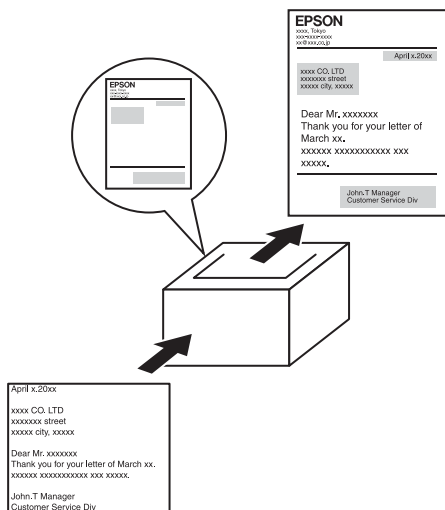 EPSON
xxxx, Tokyo
xxx-xxxx-xxxx
xx@xxx.co.jp
April x.20xx
xxxx CO. LTD
xxxxxxx street
xxxxx city, xxxxx
Dear Mr. xxxxxxx
Thank you for your letter of
March xx.
xxxxxx xxxxxxxxxxx xxx
xxxxx.
John.T Manager
Customer Service Div
EPSON
April x.20xx
xxxx CO. LTD
xxxxxxx street
xxxxx city, xxxxx
Dear Mr. xxxxxxx
Thank you for your letter of March xx.
xxxxxx xxxxxxxxxxx xxx xxxxx.
John.T Manager
Customer Service Div